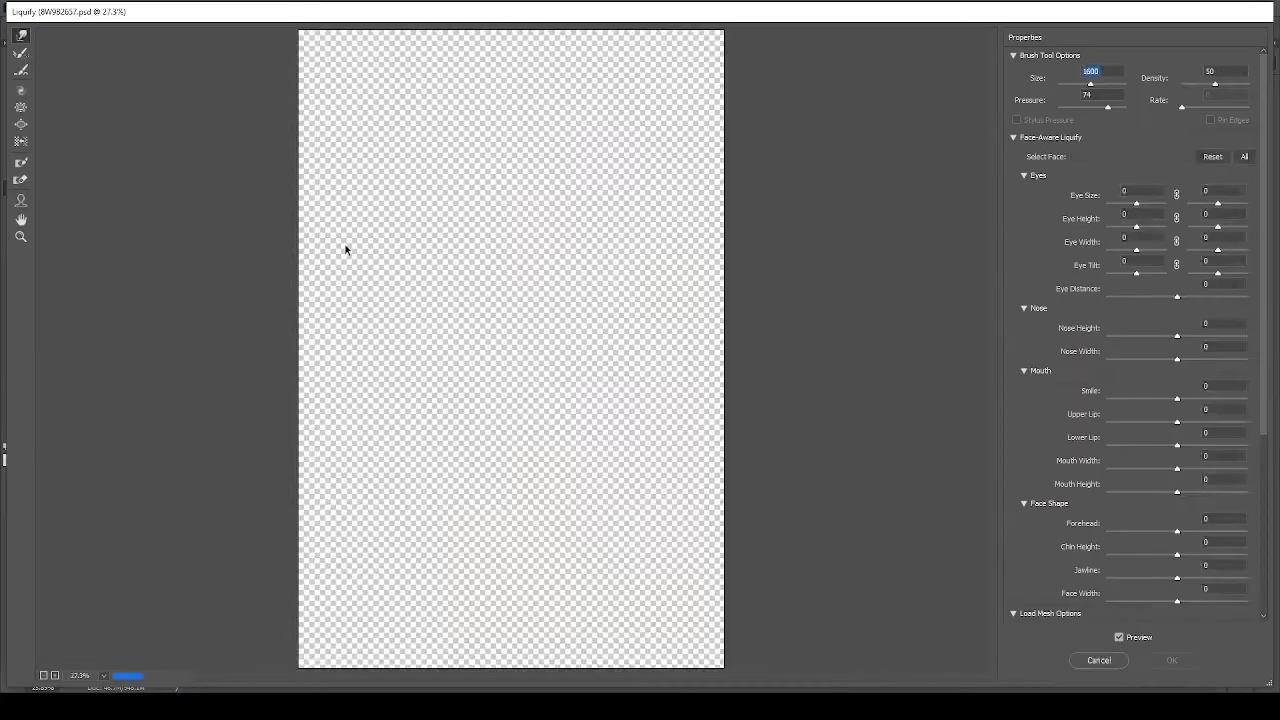 Liquify (8W982657.psd @ 27.3%)
Properties
Brush Tool Options
Size: 1600 Density: 50
Pressure: 74 Rate:
Stylus Pressure Pin Edges
Face-Aware Liquify
Select Face: Reset All
Eyes
Eye Size: 0 0
Eye Height: 0 0
Eye Width: 0 0
Eye Tilt: 0 0
Eye Distance: 0
Nose
Nose Height: 0
Nose Width: 0
Mouth
Smile: 0
Upper Lip: 0
Lower Lip: 0
Mouth Width: 0
Mouth Height: 0
Face Shape
Forehead: 0
Chin Height: 0
Jawline: 0
Face Width: 0
Load Mesh Options
Preview
Cancel OK
27.3%